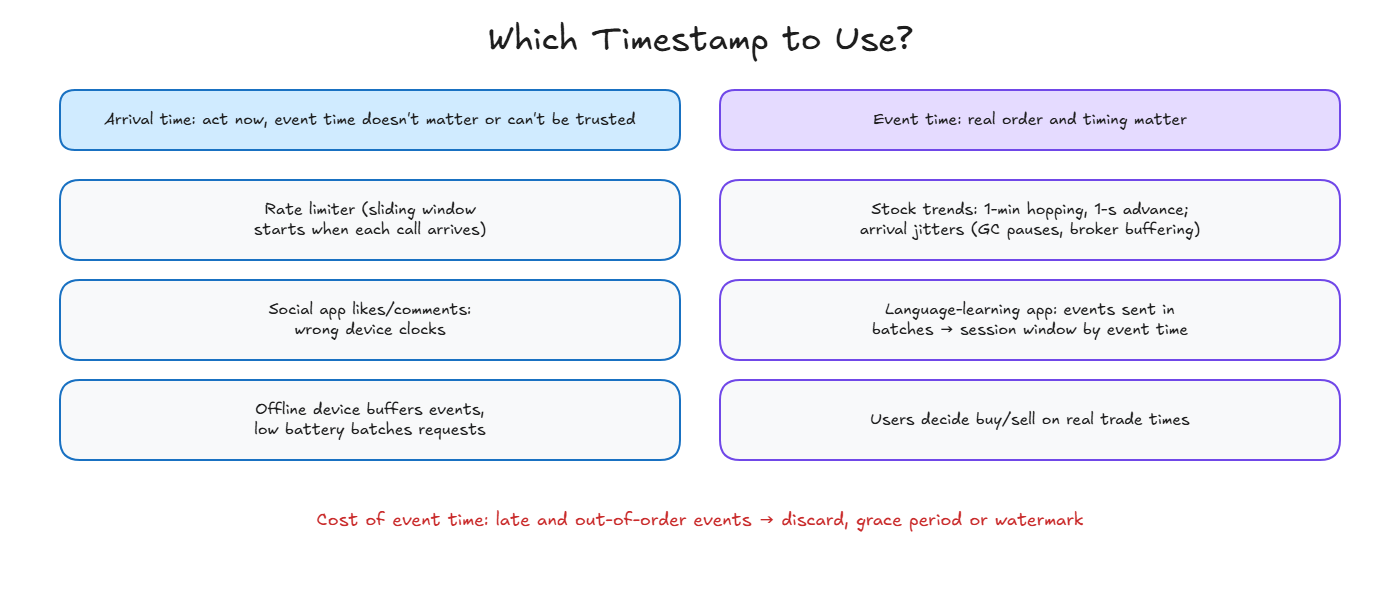 Which Timestamp to Use?
Arrival time: act now, event time doesn't matter or can't be trusted
Event time: real order and timing matter
Rate limiter (sliding window
starts when each call arrives)
Stock trends: 1-min hopping, 1-s advance;
arrival jitters (GC pauses, broker buffering)
Social app likes/comments:
wrong device clocks
Language-learning app: events sent in
batches → session window by event time
Offline device buffers events,
low battery batches requests
Users decide buy/sell on real trade times
Cost of event time: late and out-of-order events → discard, grace period or watermark